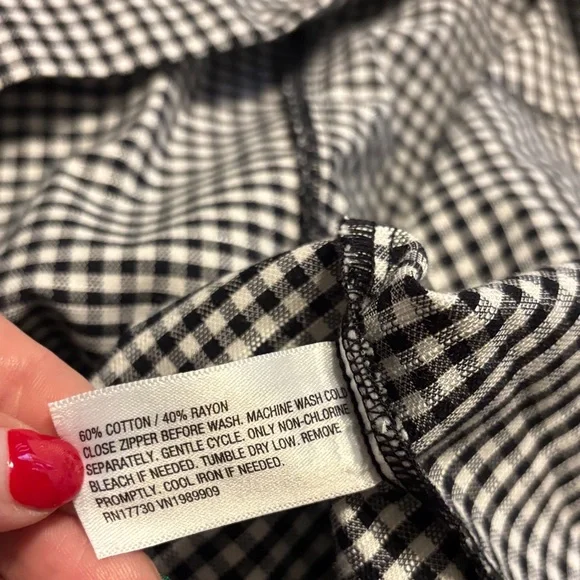 60% COTTON / 40% RAYON
CLOSE ZIPPER BEFORE WASH. MACHINE WASH COLD
SEPARATELY. GENTLE CYCLE. ONLY NON-CHLORINE
BLEACH IF NEEDED. TUMBLE DRY LOW. REMOVE
PROMPTLY. COOL IRON IF NEEDED.
RN17730 VN1989909